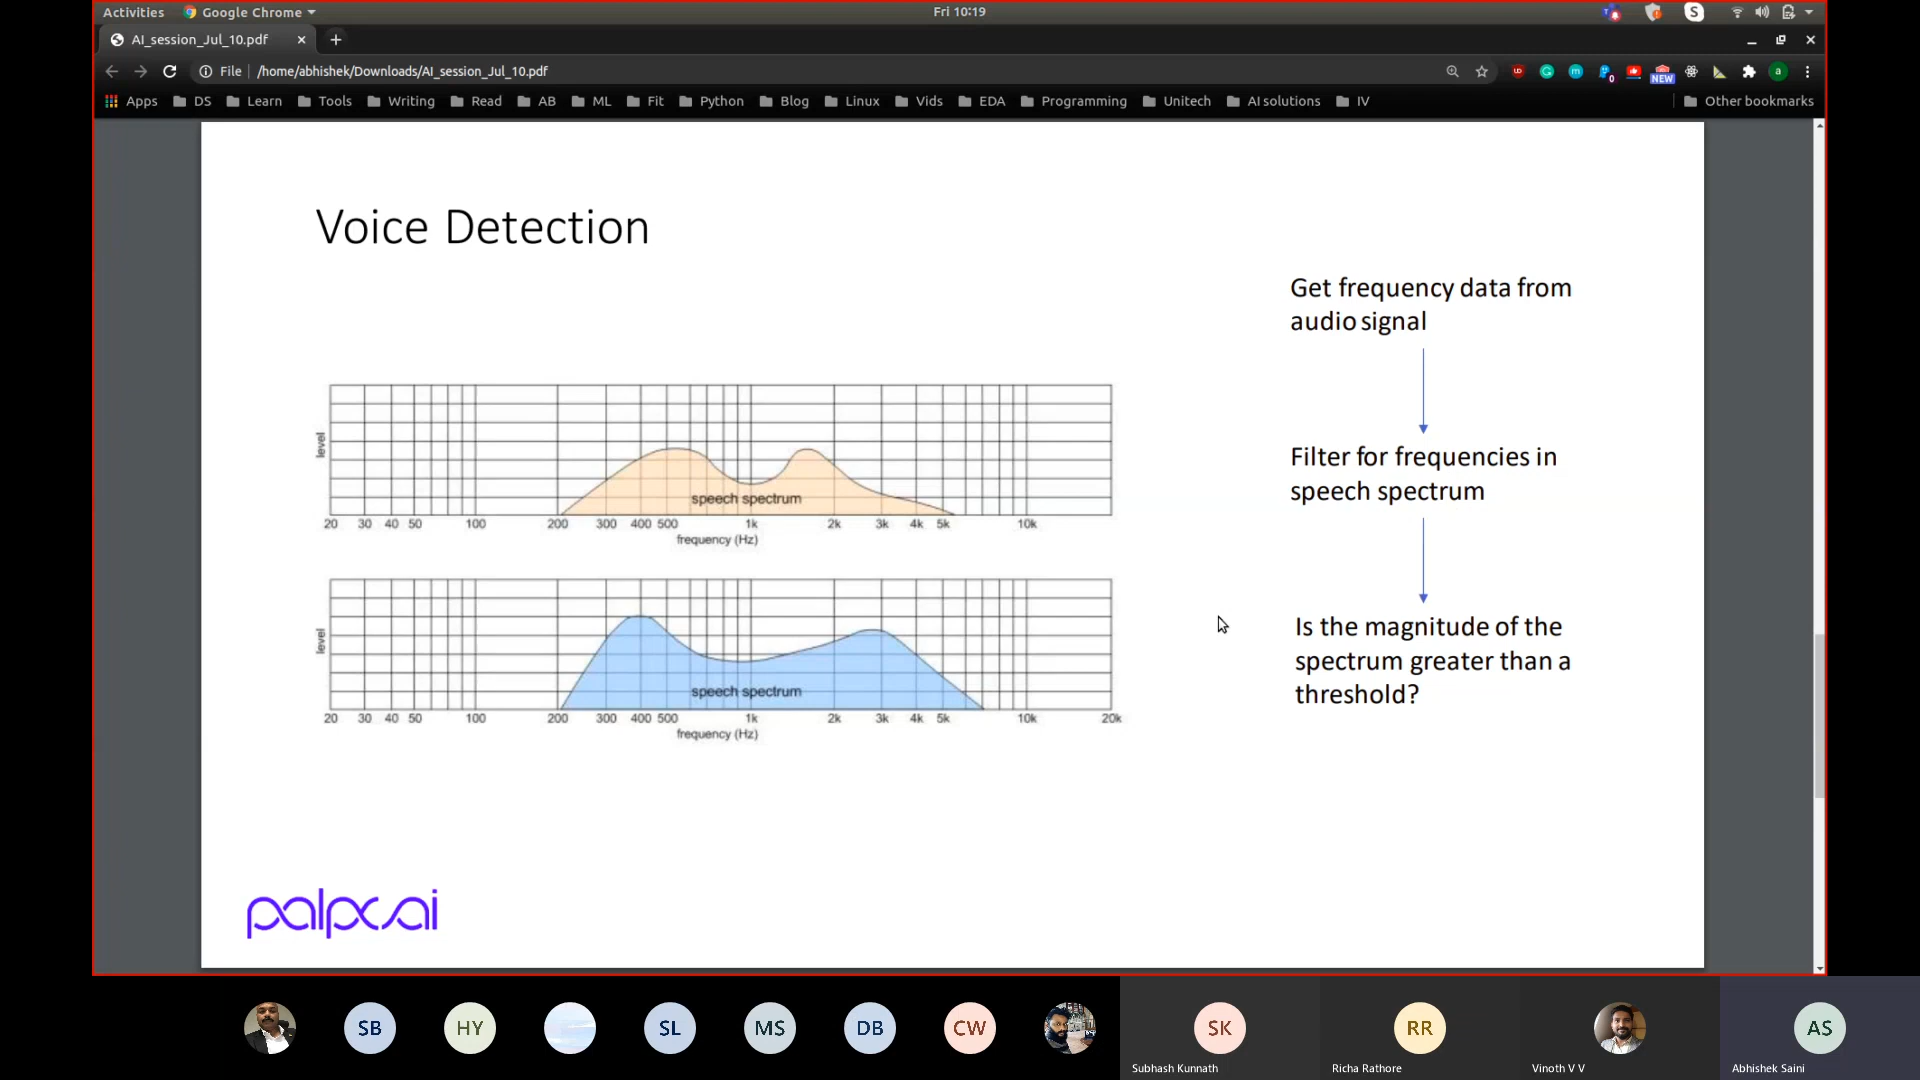 Activities Google Chrome Fri 10:19
AI_session_Jul_10.pdf
File /home/abhishek/Downloads/AI_session_Jul_10.pdf
0 NEW a
Apps DS Learn Tools Writing Read AB ML Fit Python Blog Linux Vids EDA Programming Unitech AI solutions IV Other bookmarks
Voice Detection
level
speech spectrum
20 30 40 50 100 200 300 400 500 1k 2k 3k 4k 5k 10k
frequency (Hz)
level
speech spectrum
20 30 40 50 100 200 300 400 500 1k 2k 3k 4k 5k 10k 20k
frequency (Hz)
Get frequency data from
audio signal
Filter for frequencies in
speech spectrum
Is the magnitude of the
spectrum greater than a
threshold?
SB HY SL MS DB CW SK RR AS
Subhash Kunnath Richa Rathore Vinoth V V Abhishek Saini